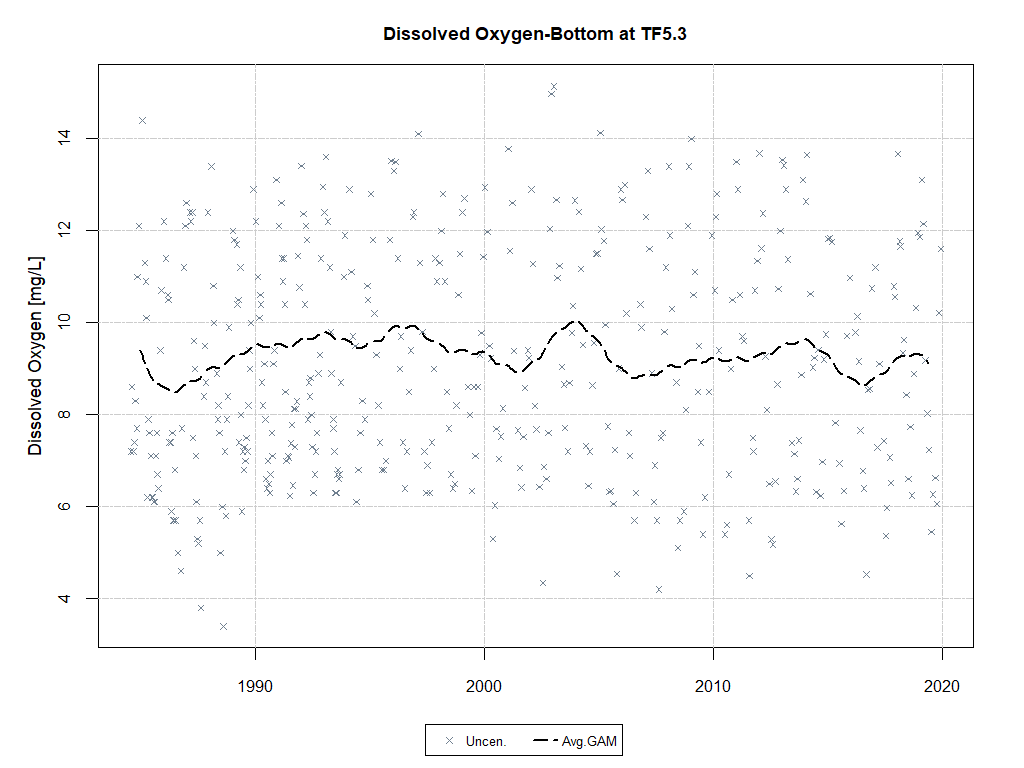 Dissolved Oxygen-Bottom at TF5.3
Dissolved Oxygen [mg/L]
14
12
10
8
6
4
1990 2000 2010 2020
Uncen. Avg.GAM